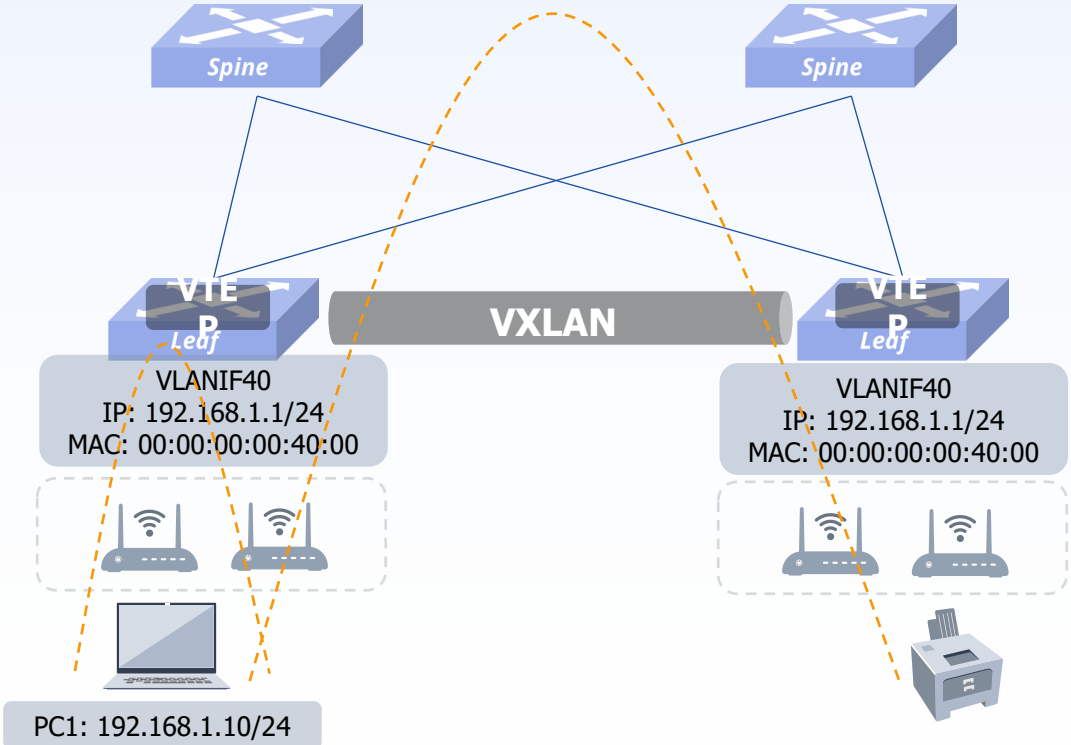 Spine
Spine
VTE
P
Leaf
VXLAN
VTE
P
Leaf
VLANIF40
IP: 192.168.1.1/24
MAC: 00:00:00:00:40:00
VLANIF40
IP: 192.168.1.1/24
MAC: 00:00:00:00:40:00
PC1: 192.168.1.10/24